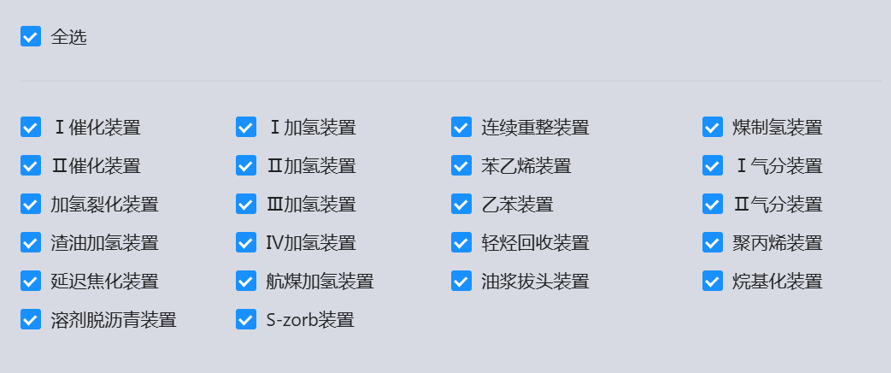 全选
Ⅰ催化装置 Ⅰ加氢装置 连续重整装置 煤制氢装置
Ⅱ催化装置 Ⅱ加氢装置 苯乙烯装置 Ⅰ气分装置
加氢裂化装置 Ⅲ加氢装置 乙苯装置 Ⅱ气分装置
渣油加氢装置 Ⅳ加氢装置 轻烃回收装置 聚丙烯装置
延迟焦化装置 航煤加氢装置 油浆拔头装置 烷基化装置
溶剂脱沥青装置 S-zorb装置